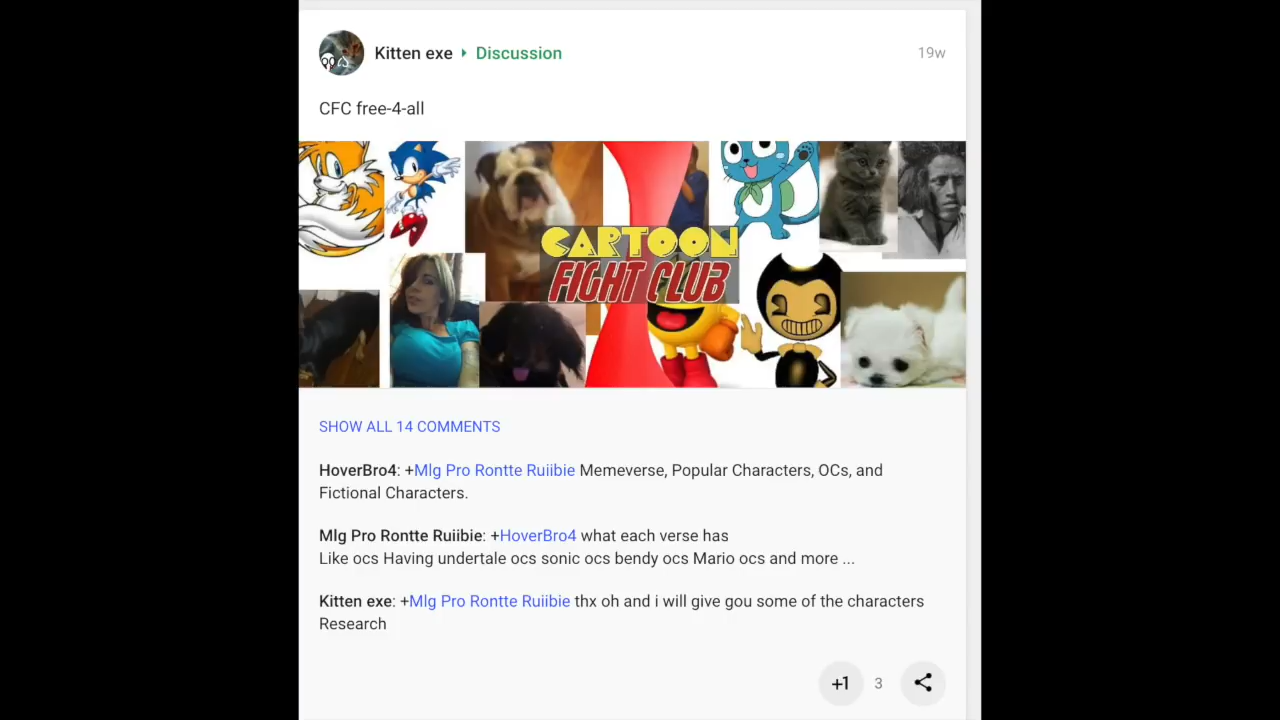 Kitten exe ▸ Discussion 19w
CFC free-4-all
CARTOON
FIGHT CLUB
SHOW ALL 14 COMMENTS
HoverBro4: +Mlg Pro Rontte Ruiibie Memeverse, Popular Characters, OCs, and
Fictional Characters.
Mlg Pro Rontte Ruiibie: +HoverBro4 what each verse has
Like ocs Having undertale ocs sonic ocs bendy ocs Mario ocs and more ...
Kitten exe: +Mlg Pro Rontte Ruiibie thx oh and i will give gou some of the characters
Research
+1 3